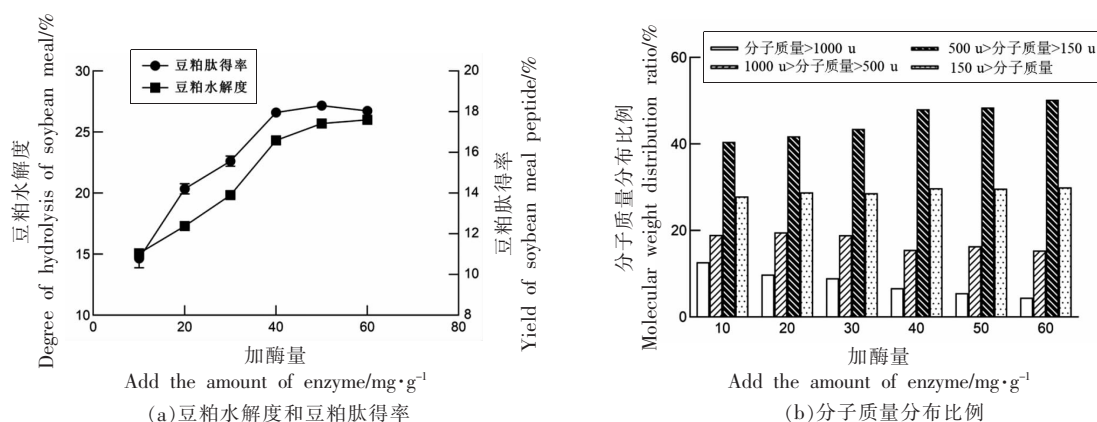 豆粕水解度
Degree of hydrolysis of soybean meal/%
30
25
20
15
10
豆粕肽得率
豆粕水解度
20
18
16
14
12
10
8
豆粕肽得率
Yield of soybean meal peptide/%
0
20
40
60
80
加酶量
Add the amount of enzyme/mg·g⁻¹
(a)豆粕水解度和豆粕肽得率
分子质量分布比例
Molecular weight distribution ratio/%
60
40
20
0
分子质量>1000 u
500 u>分子质量>150 u
1000 u>分子质量>500 u
150 u>分子质量
10
20
30
40
50
60
加酶量
Add the amount of enzyme/mg·g⁻¹
(b)分子质量分布比例